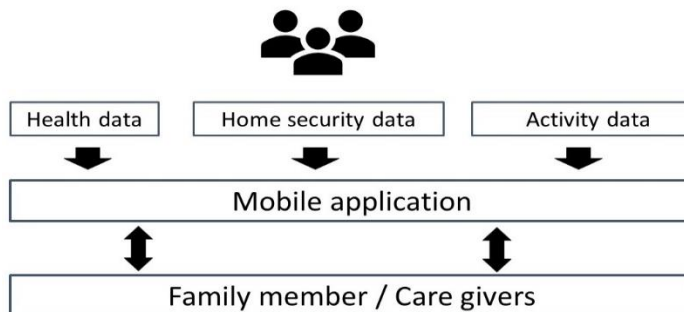 Health data
Home security data
Activity data
Mobile application
Family member / Care givers